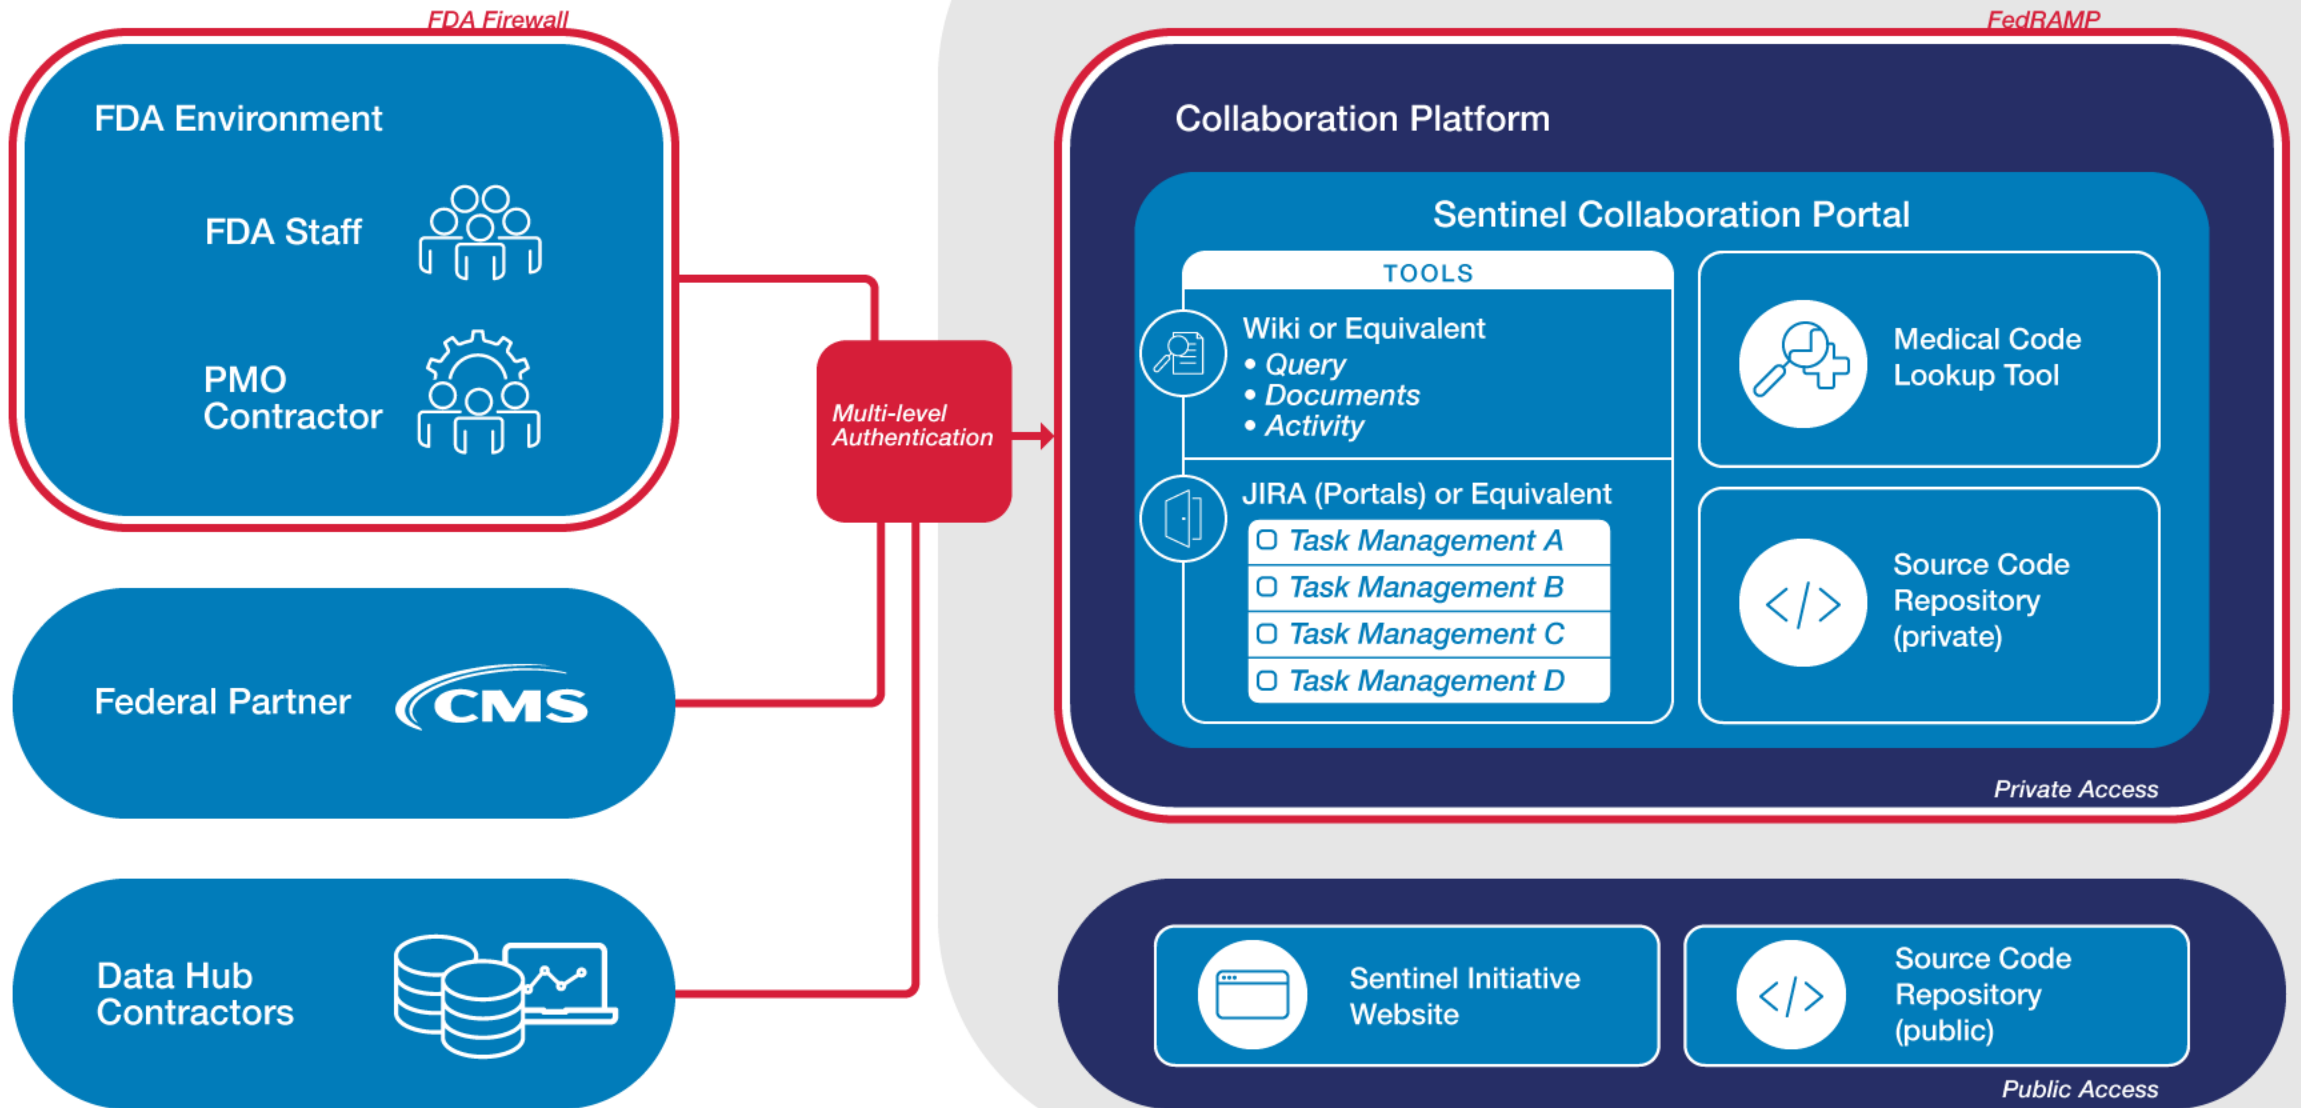 FDA Firewall
FDA Environment
FDA Staff
PMO
Contractor
Federal Partner
CMS
Data Hub
Contractors
Multi-level
Authentication
FedRAMP
Collaboration Platform
Sentinel Collaboration Portal
TOOLS
Wiki or Equivalent
• Query
• Documents
• Activity
JIRA (Portals) or Equivalent
Task Management A
Task Management B
Task Management C
Task Management D
Medical Code
Lookup Tool
</>
Source Code
Repository
(private)
Private Access
Sentinel Initiative
Website
</>
Source Code
Repository
(public)
Public Access